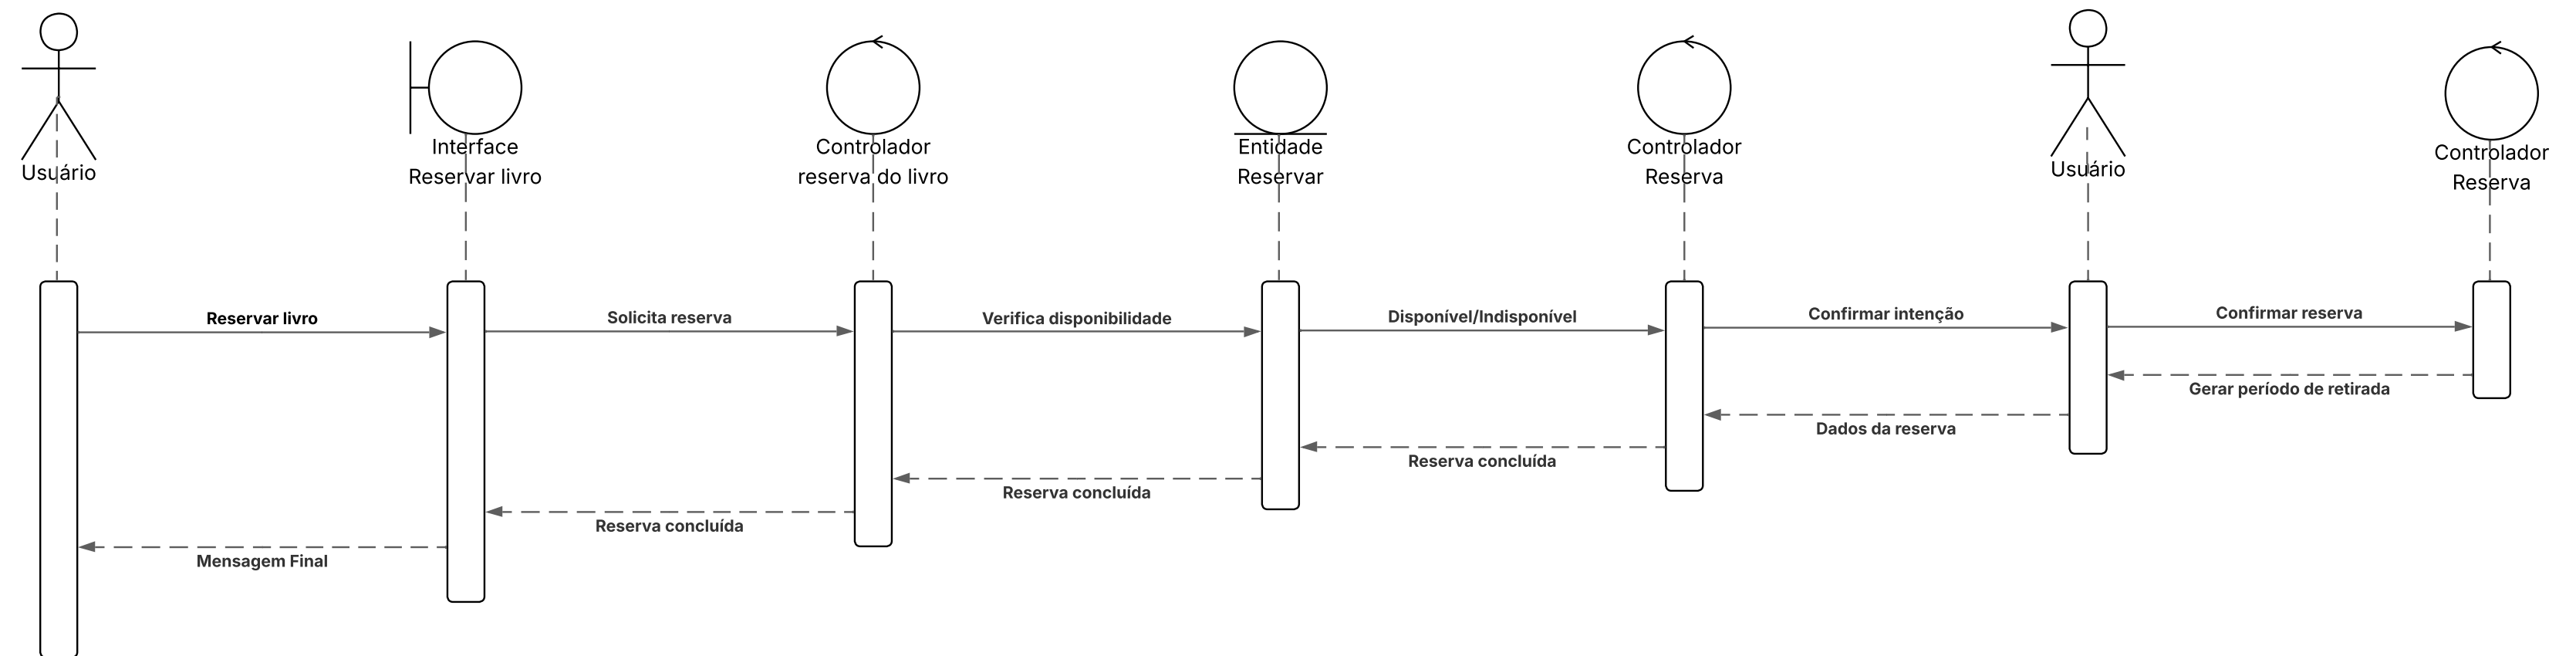 Usuário
Interface
Reservar livro
Controlador
reserva do livro
Entidade
Reservar
Controlador
Reserva
Usuário
Controlador
Reserva
Reservar livro
Solicita reserva
Verifica disponibilidade
Disponível/Indisponível
Confirmar intenção
Confirmar reserva
Gerar período de retirada
Dados da reserva
Reserva concluída
Reserva concluída
Reserva concluída
Mensagem Final